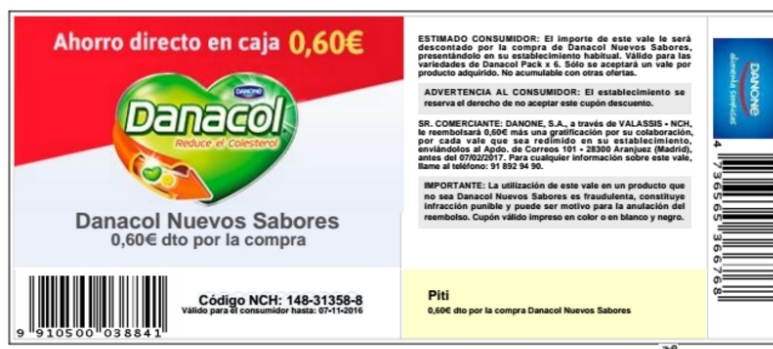 Ahorro directo en caja 0,60€
DANONE
Danacol
Reduce el Colesterol
Danacol Nuevos Sabores
0,60€ dto por la compra
ESTIMADO CONSUMIDOR: El importe de este vale le será
descontado por la compra de Danacol Nuevos Sabores,
presentándolo en su establecimiento habitual. Válido para las
variedades de Danacol Pack x 6. Sólo se aceptará un vale por
producto adquirido. No acumulable con otras ofertas.
ADVERTENCIA AL CONSUMIDOR: El establecimiento se
reserva el derecho de no aceptar este cupón descuento.
SR. COMERCIANTE: DANONE, S.A., a través de VALASSIS • NCH,
le reembolsará 0,60€ más una gratificación por su colaboración,
por cada vale que sea redimido en su establecimiento,
enviándolos al Apdo. de Correos 101 • 28300 Aranjuez (Madrid),
antes del 07/02/2017. Para cualquier información sobre este vale,
llame al teléfono: 91 892 94 90.
IMPORTANTE: La utilización de este vale en un producto que
no sea Danacol Nuevos Sabores es fraudulenta, constituye
infracción punible y puede ser motivo para la anulación del
reembolso. Cupón válido impreso en color o en blanco y negro.
DANONE
alimenta sonrisas
4 736565 366768
9 910500 038841
Código NCH: 148-31358-8
Válido para el consumidor hasta: 07-11-2016
Piti
0,60€ dto por la compra Danacol Nuevos Sabores